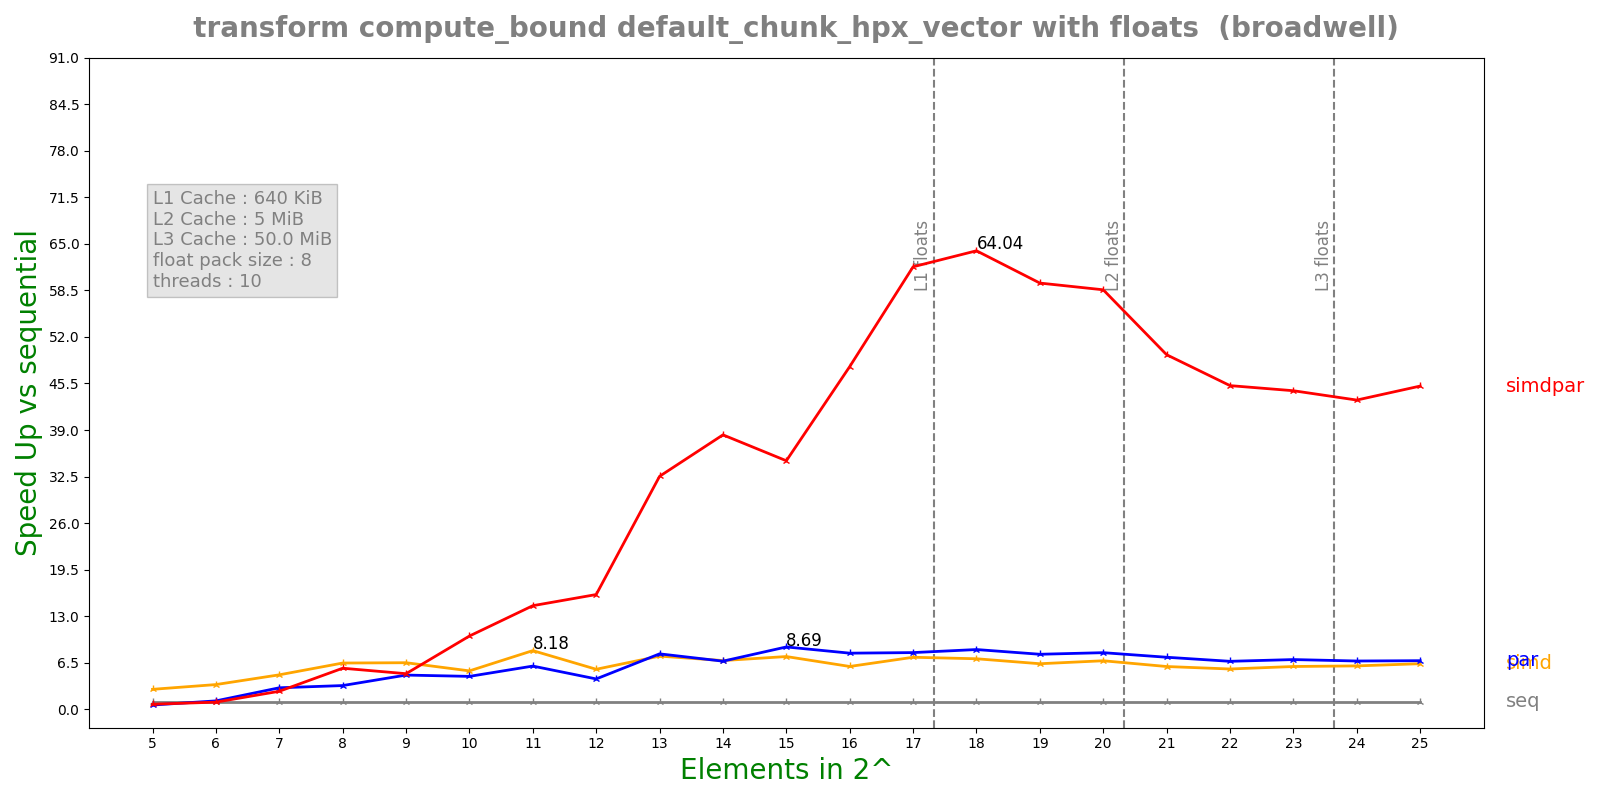 transform compute_bound default_chunk_hpx_vector with floats  (broadwell)
Speed Up vs sequential
91.0
84.5
78.0
71.5
65.0
58.5
52.0
45.5
39.0
32.5
26.0
19.5
13.0
6.5
0.0
L1 Cache : 640 KiB
L2 Cache : 5 MiB
L3 Cache : 50.0 MiB
float pack size : 8
threads : 10
L1 floats
L2 floats
L3 floats
64.04
8.18
8.69
simdpar
par
simd
seq
5 6 7 8 9 10 11 12 13 14 15 16 17 18 19 20 21 22 23 24 25
Elements in 2^